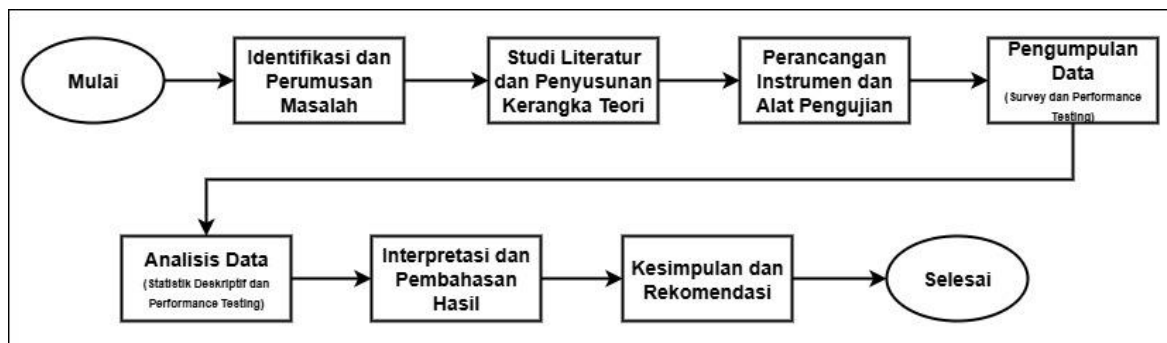 Mulai
Identifikasi dan
Perumusan
Masalah
Studi Literatur
dan Penyusunan
Kerangka Teori
Perancangan
Instrumen dan
Alat Pengujian
Pengumpulan
Data
(Survey dan Performance
Testing)
Analisis Data
(Statistik Deskriptif dan
Performance Testing)
Interpretasi dan
Pembahasan
Hasil
Kesimpulan dan
Rekomendasi
Selesai